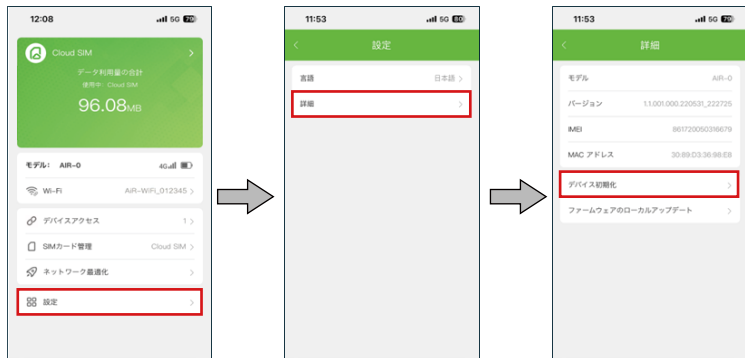 12:08
5G 70
Cloud SIM
データ利用量の合計
使用中: Cloud SIM
96.08MB
モデル: AIR-0
4G
Wi-Fi AiR-WiFi_012345
デバイスアクセス 1
SIMカード管理 Cloud SIM
ネットワーク最適化
設定
11:53
5G 80
設定
言語 日本語
詳細
11:53
5G
詳細
モデル AIR-0
バージョン 1.1.001.000.220531_222725
IMEI 861720050316679
MAC アドレス 30:89:D3:36:96:E8
デバイス初期化
ファームウェアのローカルアップデート